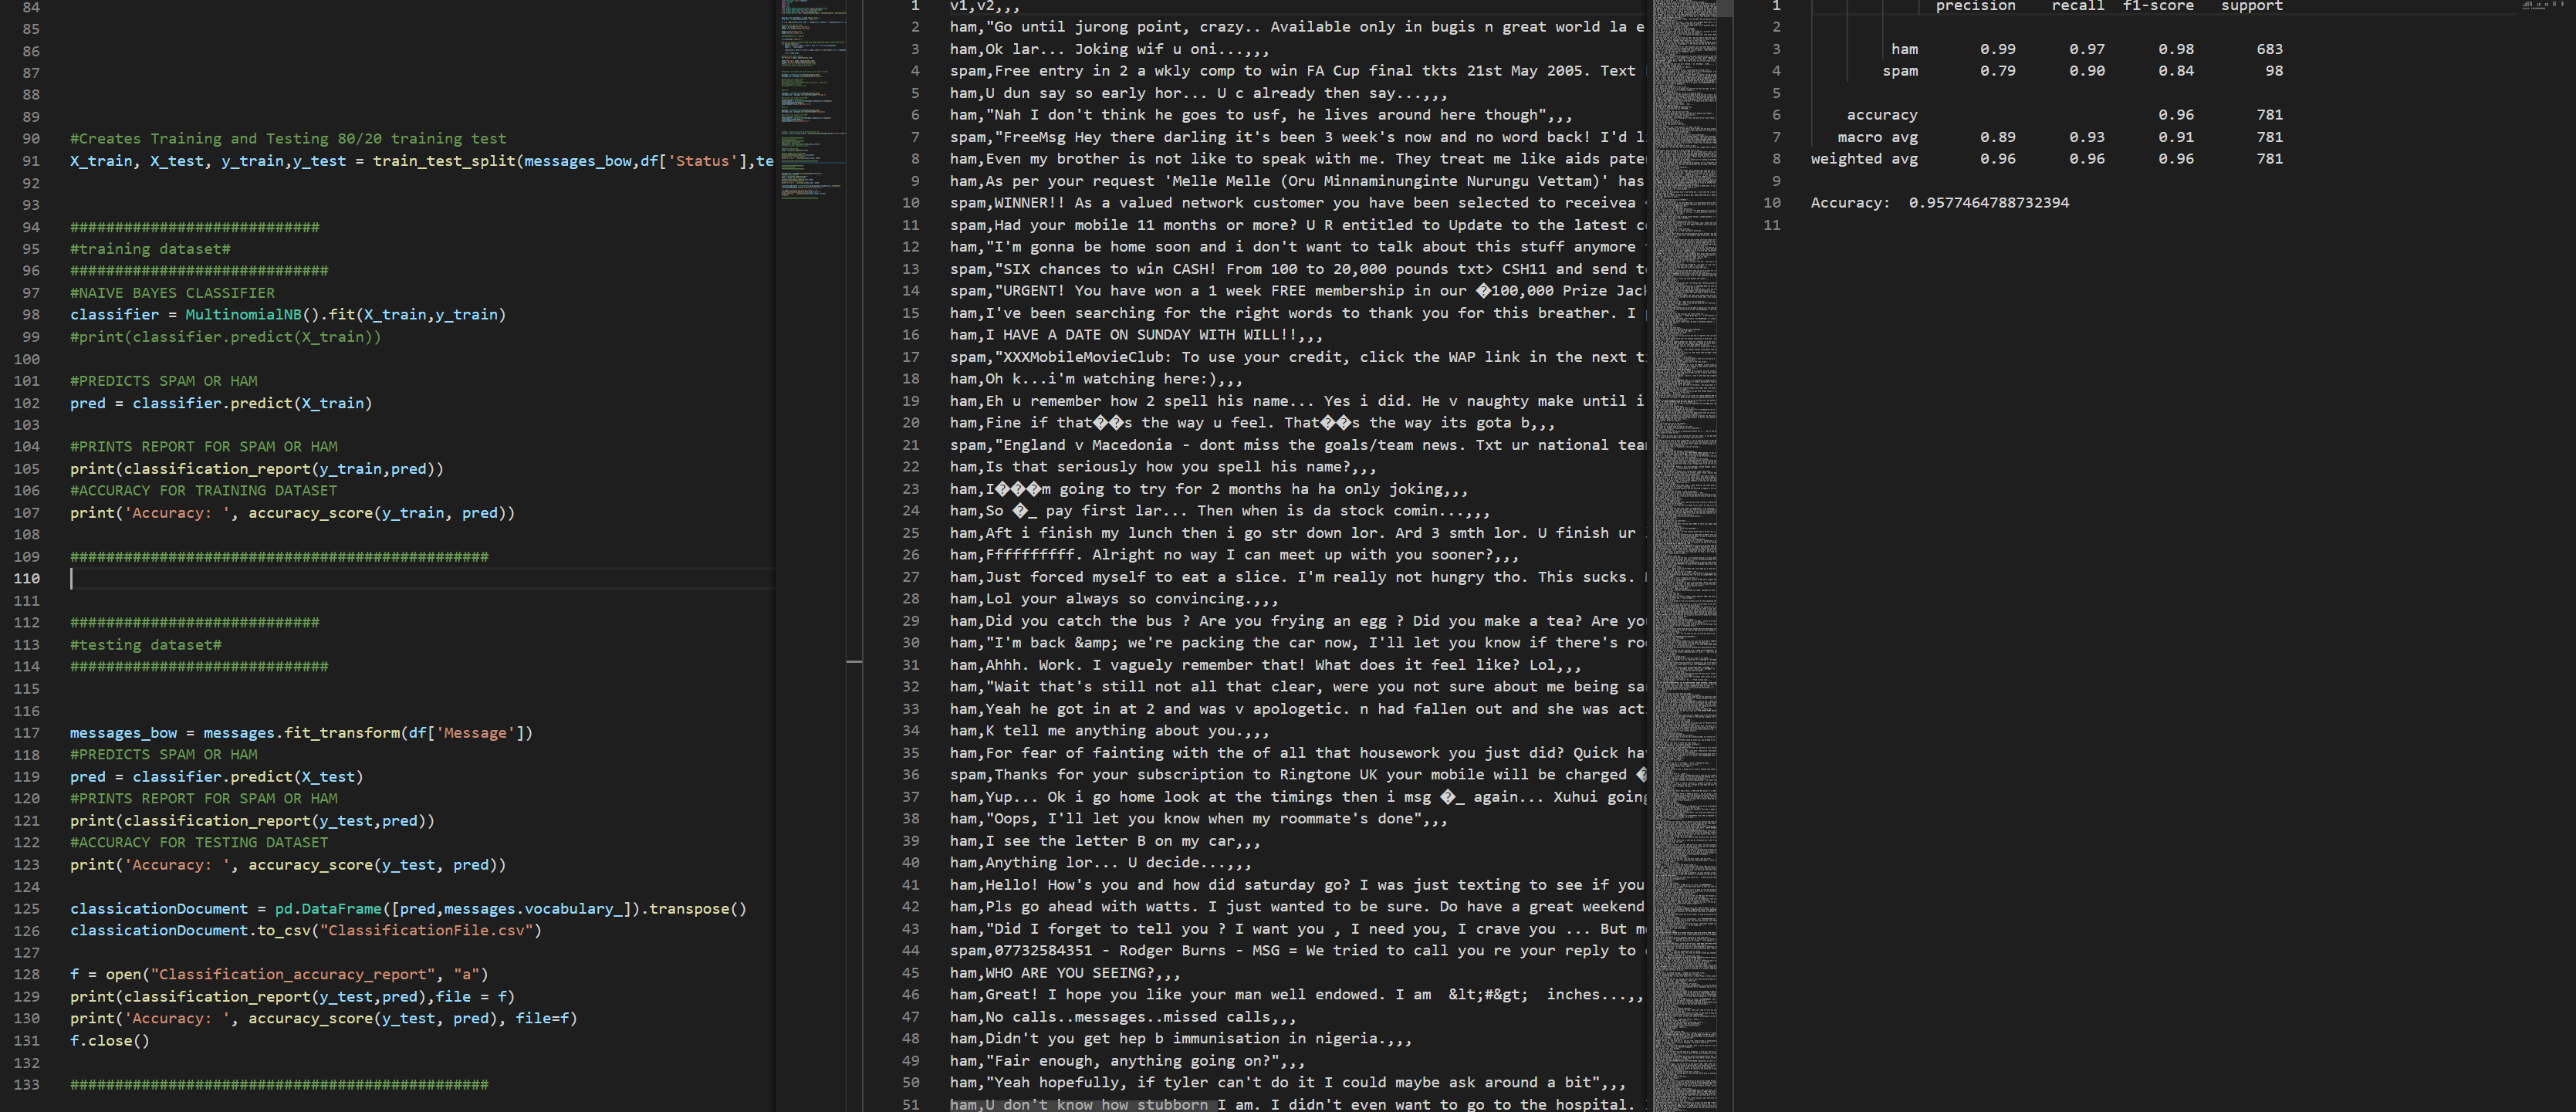 84
85
86
87
88
89
90 #Creates Training and Testing 80/20 training test
91 X_train, X_test, y_train,y_test = train_test_split(messages_bow,df['Status'],te
92
93
94 ############################
95 #training dataset#
96 #############################
97 #NAIVE BAYES CLASSIFIER
98 classifier = MultinomialNB().fit(X_train,y_train)
99 #print(classifier.predict(X_train))
100
101 #PREDICTS SPAM OR HAM
102 pred = classifier.predict(X_train)
103
104 #PRINTS REPORT FOR SPAM OR HAM
105 print(classification_report(y_train,pred))
106 #ACCURACY FOR TRAINING DATASET
107 print('Accuracy: ', accuracy_score(y_train, pred))
108
109 ###############################################
110
111
112 ############################
113 #testing dataset#
114 #############################
115
116
117 messages_bow = messages.fit_transform(df['Message'])
118 #PREDICTS SPAM OR HAM
119 pred = classifier.predict(X_test)
120 #PRINTS REPORT FOR SPAM OR HAM
121 print(classification_report(y_test,pred))
122 #ACCURACY FOR TESTING DATASET
123 print('Accuracy: ', accuracy_score(y_test, pred))
124
125 classicationDocument = pd.DataFrame([pred,messages.vocabulary_]).transpose()
126 classicationDocument.to_csv("ClassificationFile.csv")
127
128 f = open("Classification_accuracy_report", "a")
129 print(classification_report(y_test,pred),file = f)
130 print('Accuracy: ', accuracy_score(y_test, pred), file=f)
131 f.close()
132
133 ###############################################
1 v1,v2,,,
2 ham,"Go until jurong point, crazy.. Available only in bugis n great world la e
3 ham,Ok lar... Joking wif u oni...,,,
4 spam,Free entry in 2 a wkly comp to win FA Cup final tkts 21st May 2005. Text
5 ham,U dun say so early hor... U c already then say...,,,
6 ham,"Nah I don't think he goes to usf, he lives around here though",,,
7 spam,"FreeMsg Hey there darling it's been 3 week's now and no word back! I'd l
8 ham,Even my brother is not like to speak with me. They treat me like aids pate
9 ham,As per your request 'Melle Melle (Oru Minnaminunginte Nurungu Vettam)' has
10 spam,WINNER!! As a valued network customer you have been selected to receivea
11 spam,Had your mobile 11 months or more? U R entitled to Update to the latest c
12 ham,"I'm gonna be home soon and i don't want to talk about this stuff anymore
13 spam,"SIX chances to win CASH! From 100 to 20,000 pounds txt> CSH11 and send t
14 spam,"URGENT! You have won a 1 week FREE membership in our �100,000 Prize Jac
15 ham,I've been searching for the right words to thank you for this breather. I
16 ham,I HAVE A DATE ON SUNDAY WITH WILL!!,,,
17 spam,"XXXMobileMovieClub: To use your credit, click the WAP link in the next t
18 ham,Oh k...i'm watching here:),,,
19 ham,Eh u remember how 2 spell his name... Yes i did. He v naughty make until i
20 ham,Fine if that��s the way u feel. That��s the way its gota b,,,
21 spam,"England v Macedonia - dont miss the goals/team news. Txt ur national tea
22 ham,Is that seriously how you spell his name?,,,
23 ham,I���m going to try for 2 months ha ha only joking,,,
24 ham,So �_ pay first lar... Then when is da stock comin...,,,
25 ham,Aft i finish my lunch then i go str down lor. Ard 3 smth lor. U finish ur
26 ham,Ffffffffff. Alright no way I can meet up with you sooner?,,,
27 ham,Just forced myself to eat a slice. I'm really not hungry tho. This sucks.
28 ham,Lol your always so convincing.,,,
29 ham,Did you catch the bus ? Are you frying an egg ? Did you make a tea? Are yo
30 ham,"I'm back &amp; we're packing the car now, I'll let you know if there's ro
31 ham,Ahhh. Work. I vaguely remember that! What does it feel like? Lol,,,
32 ham,"Wait that's still not all that clear, were you not sure about me being sa
33 ham,Yeah he got in at 2 and was v apologetic. n had fallen out and she was act
34 ham,K tell me anything about you.,,,
35 ham,For fear of fainting with the of all that housework you just did? Quick ha
36 spam,Thanks for your subscription to Ringtone UK your mobile will be charged �
37 ham,Yup... Ok i go home look at the timings then i msg �_ again... Xuhui going
38 ham,"Oops, I'll let you know when my roommate's done",,,
39 ham,I see the letter B on my car,,,
40 ham,Anything lor... U decide...,,,
41 ham,Hello! How's you and how did saturday go? I was just texting to see if you
42 ham,Pls go ahead with watts. I just wanted to be sure. Do have a great weekend
43 ham,"Did I forget to tell you ? I want you , I need you, I crave you ... But m
44 spam,07732584351 - Rodger Burns - MSG = We tried to call you re your reply to
45 ham,WHO ARE YOU SEEING?,,,
46 ham,Great! I hope you like your man well endowed. I am  &lt;#&gt;  inches...,,
47 ham,No calls..messages..missed calls,,,
48 ham,Didn't you get hep b immunisation in nigeria.,,,
49 ham,"Fair enough, anything going on?",,,
50 ham,"Yeah hopefully, if tyler can't do it I could maybe ask around a bit",,,
51 ham,U don't know how stubborn I am. I didn't even want to go to the hospital.
1 precision recall f1-score support
2
3 ham 0.99 0.97 0.98 683
4 spam 0.79 0.90 0.84 98
5
6 accuracy 0.96 781
7 macro avg 0.89 0.93 0.91 781
8 weighted avg 0.96 0.96 0.96 781
9
10 Accuracy:  0.9577464788732394
11